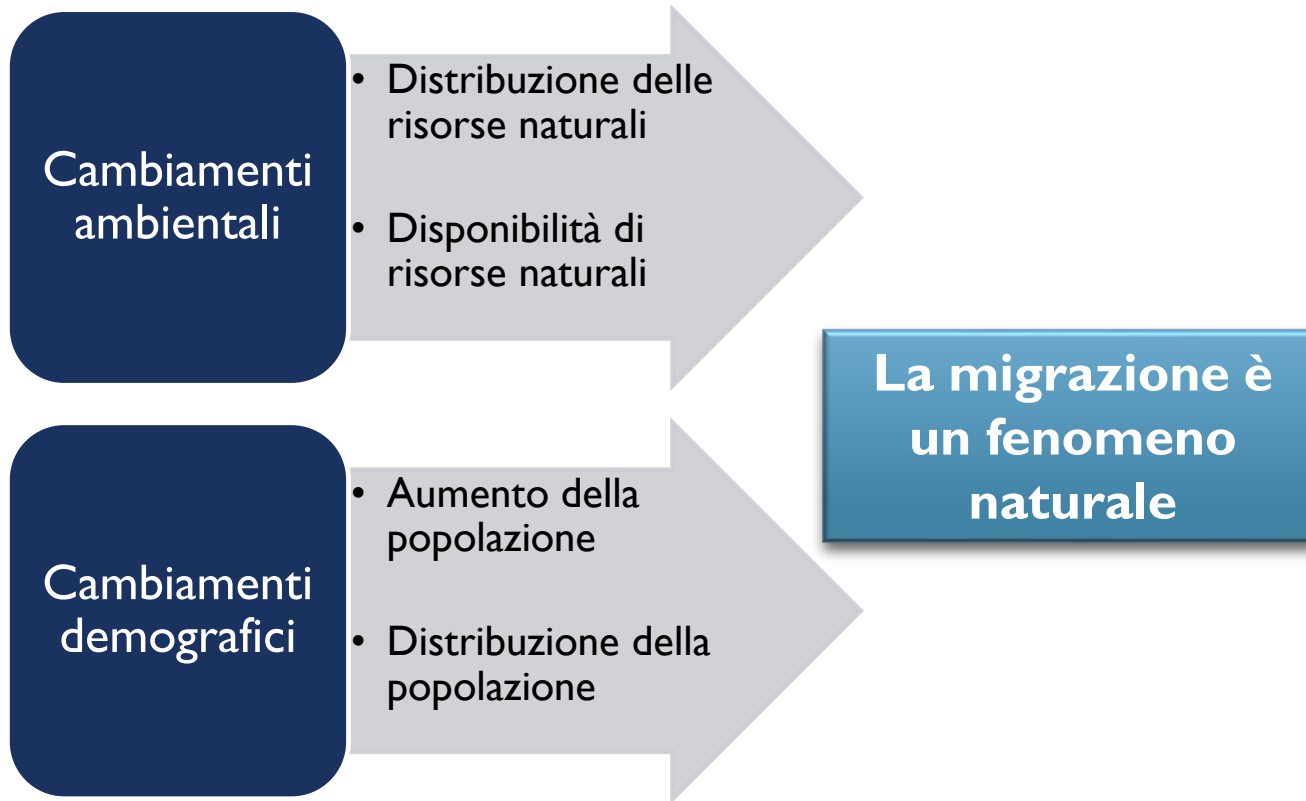 Cambiamenti
ambientali
• Distribuzione delle
risorse naturali
• Disponibilità di
risorse naturali
Cambiamenti
demografici
• Aumento della
popolazione
• Distribuzione della
popolazione
La migrazione è
un fenomeno
naturale